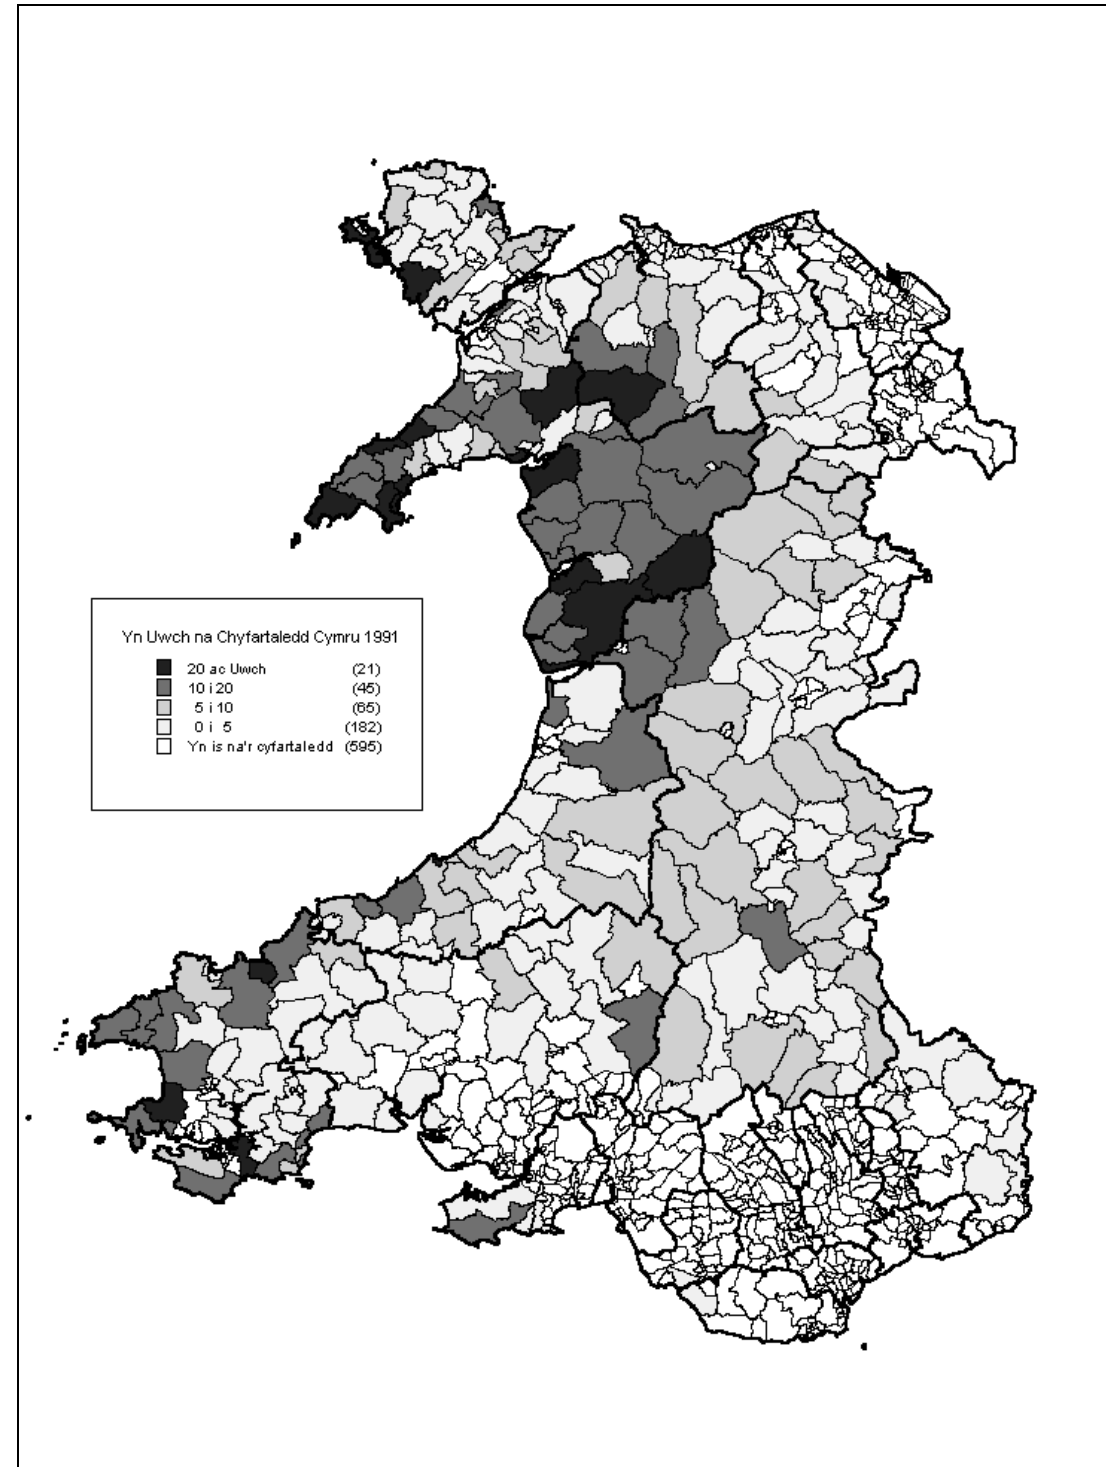 Yn Uwch na Chyfartaledd Cymru 1991
20 ac Uwch (21)
10 i 20 (45)
5 i 10 (65)
0 i 5 (182)
Yn is na'r cyfartaledd (595)